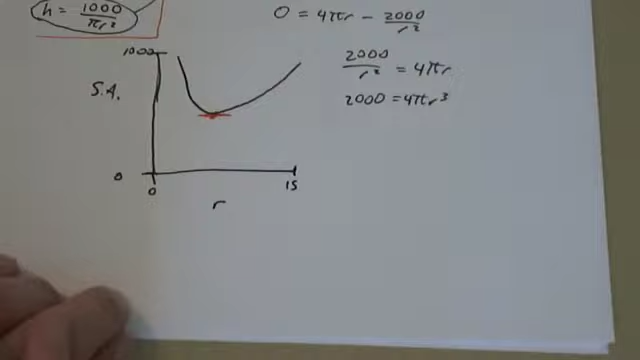 h = 1000/πr²
0 = 4πr - 2000/r²
2000/r² = 4πr
2000 = 4πr³
1000
S.A.
0
0
15
r